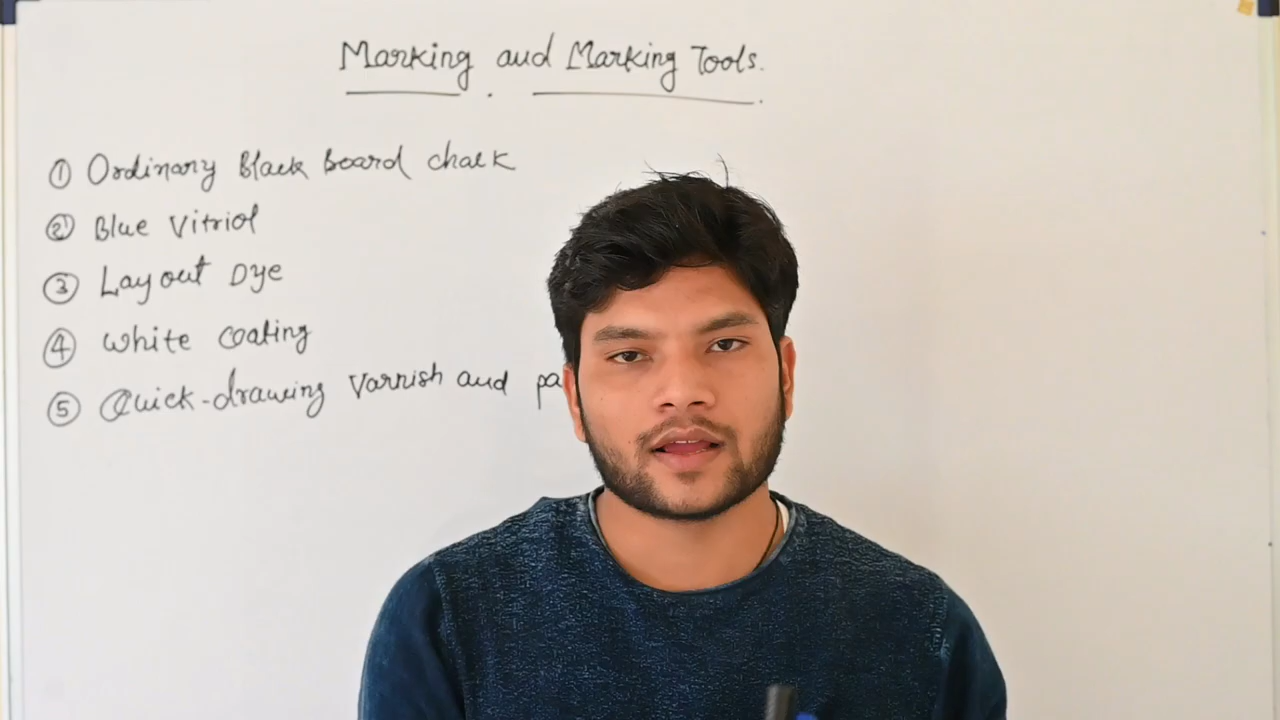 Marking and Marking Tools.
① Ordinary Black Board chalk
② Blue Vitriol
③ Layout Dye
④ White coating
⑤ Quick-drawing Varnish and pa